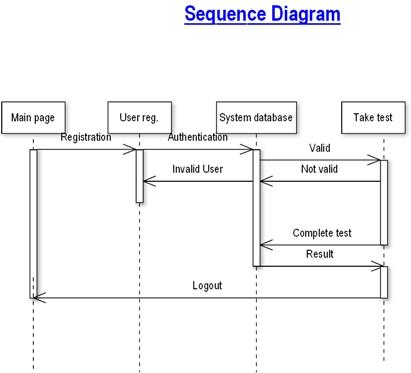 Sequence Diagram
Main page
User reg.
System database
Take test
Registration
Authentication
Valid
Invalid User
Not valid
Complete test
Result
Logout